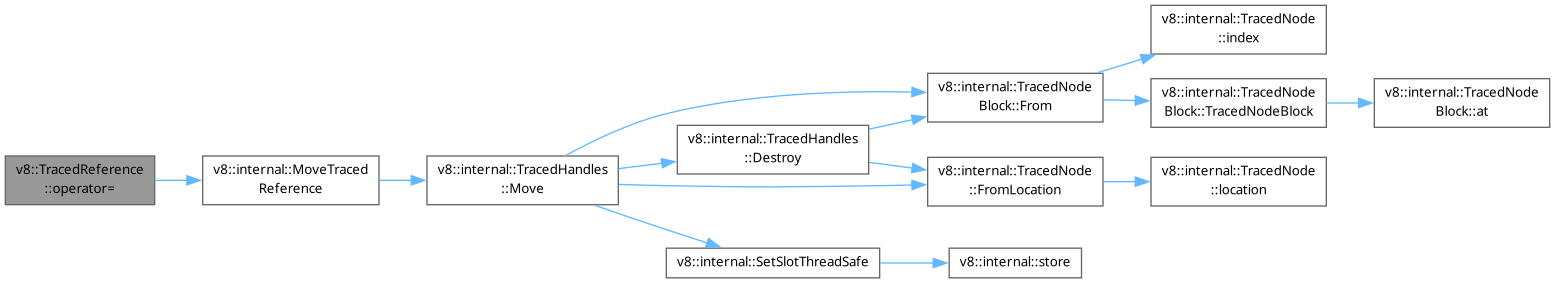 v8::TracedReference
::operator=
v8::internal::MoveTraced
Reference
v8::internal::TracedHandles
::Move
v8::internal::TracedHandles
::Destroy
v8::internal::SetSlotThreadSafe
v8::internal::TracedNode
Block::From
v8::internal::TracedNode
::FromLocation
v8::internal::store
v8::internal::TracedNode
::index
v8::internal::TracedNode
Block::TracedNodeBlock
v8::internal::TracedNode
::location
v8::internal::TracedNode
Block::at